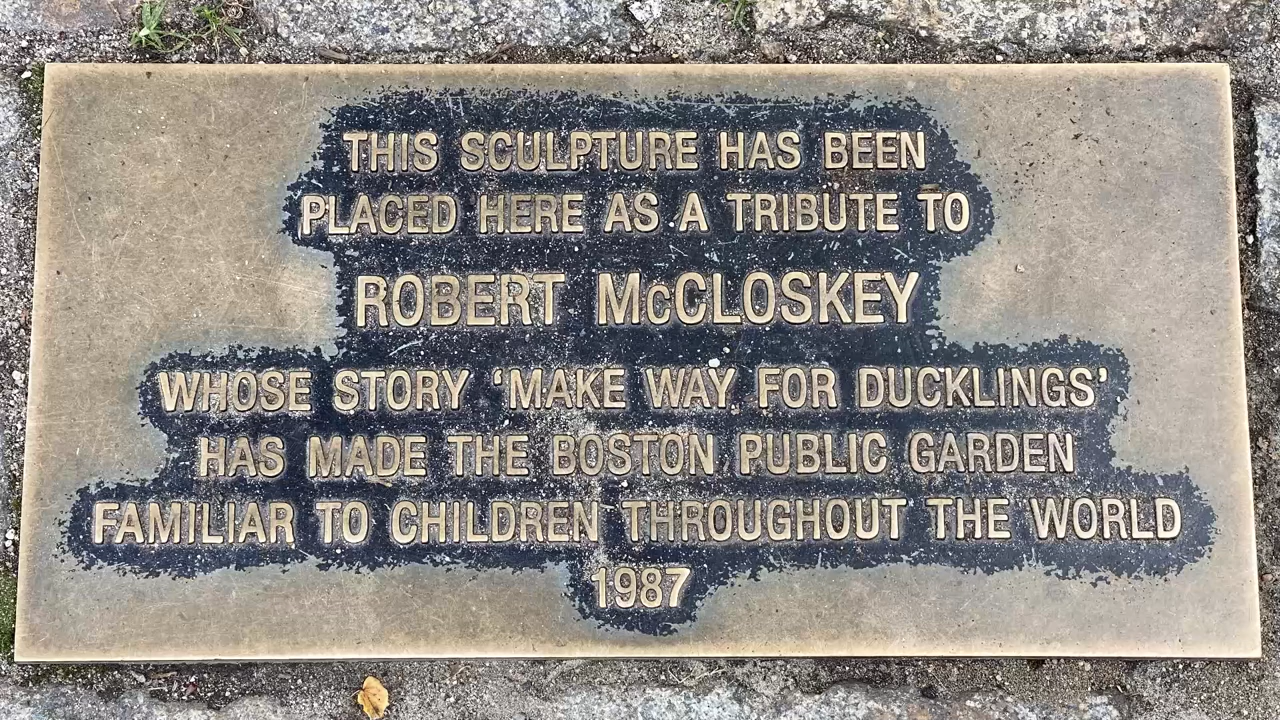 THIS SCULPTURE HAS BEEN
PLACED HERE AS A TRIBUTE TO
ROBERT McCLOSKEY
WHOSE STORY ‘MAKE WAY FOR DUCKLINGS’
HAS MADE THE BOSTON PUBLIC GARDEN
FAMILIAR TO CHILDREN THROUGHOUT THE WORLD
1987